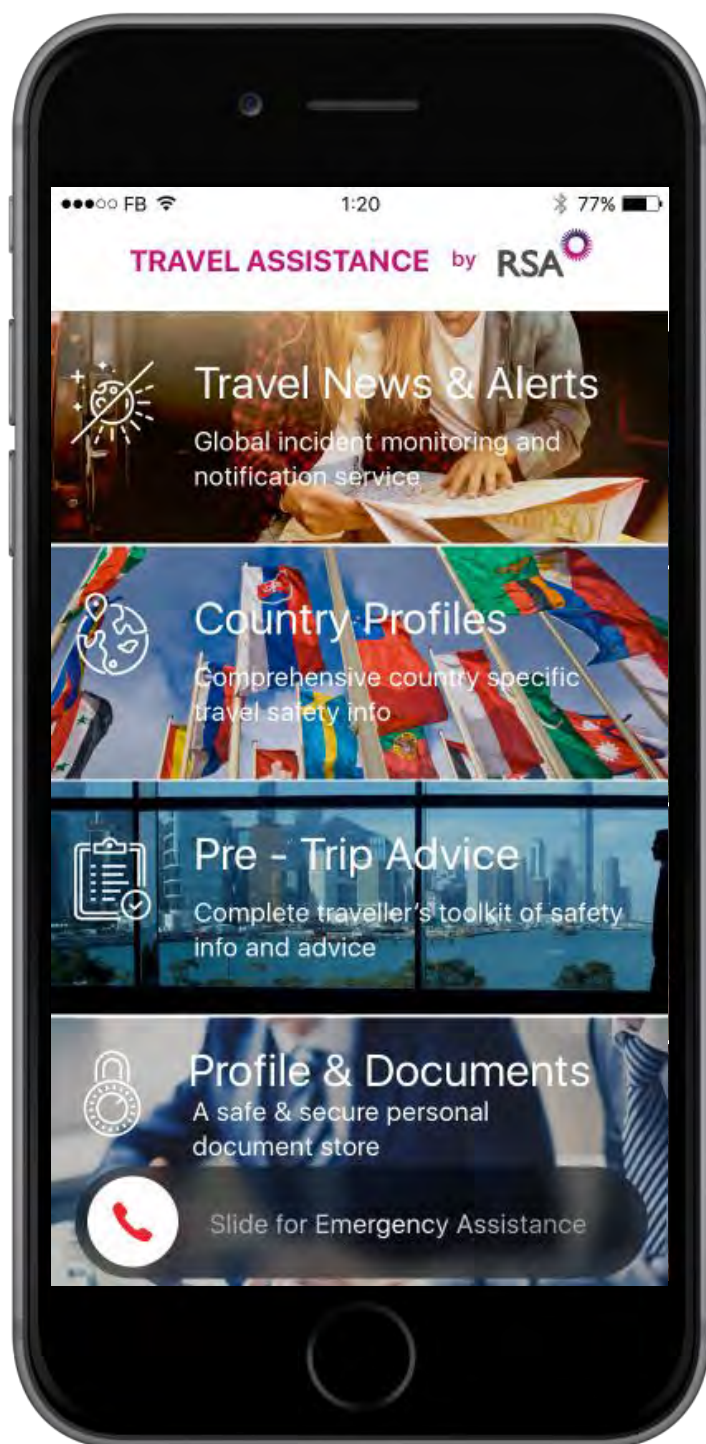 FB 1:20 77%
TRAVEL ASSISTANCE by RSA
Travel News & Alerts
Global incident monitoring and
notification service
Country Profiles
Comprehensive country specific
travel safety info
Pre - Trip Advice
Complete traveller's toolkit of safety
info and advice
Profile & Documents
A safe & secure personal
document store
Slide for Emergency Assistance